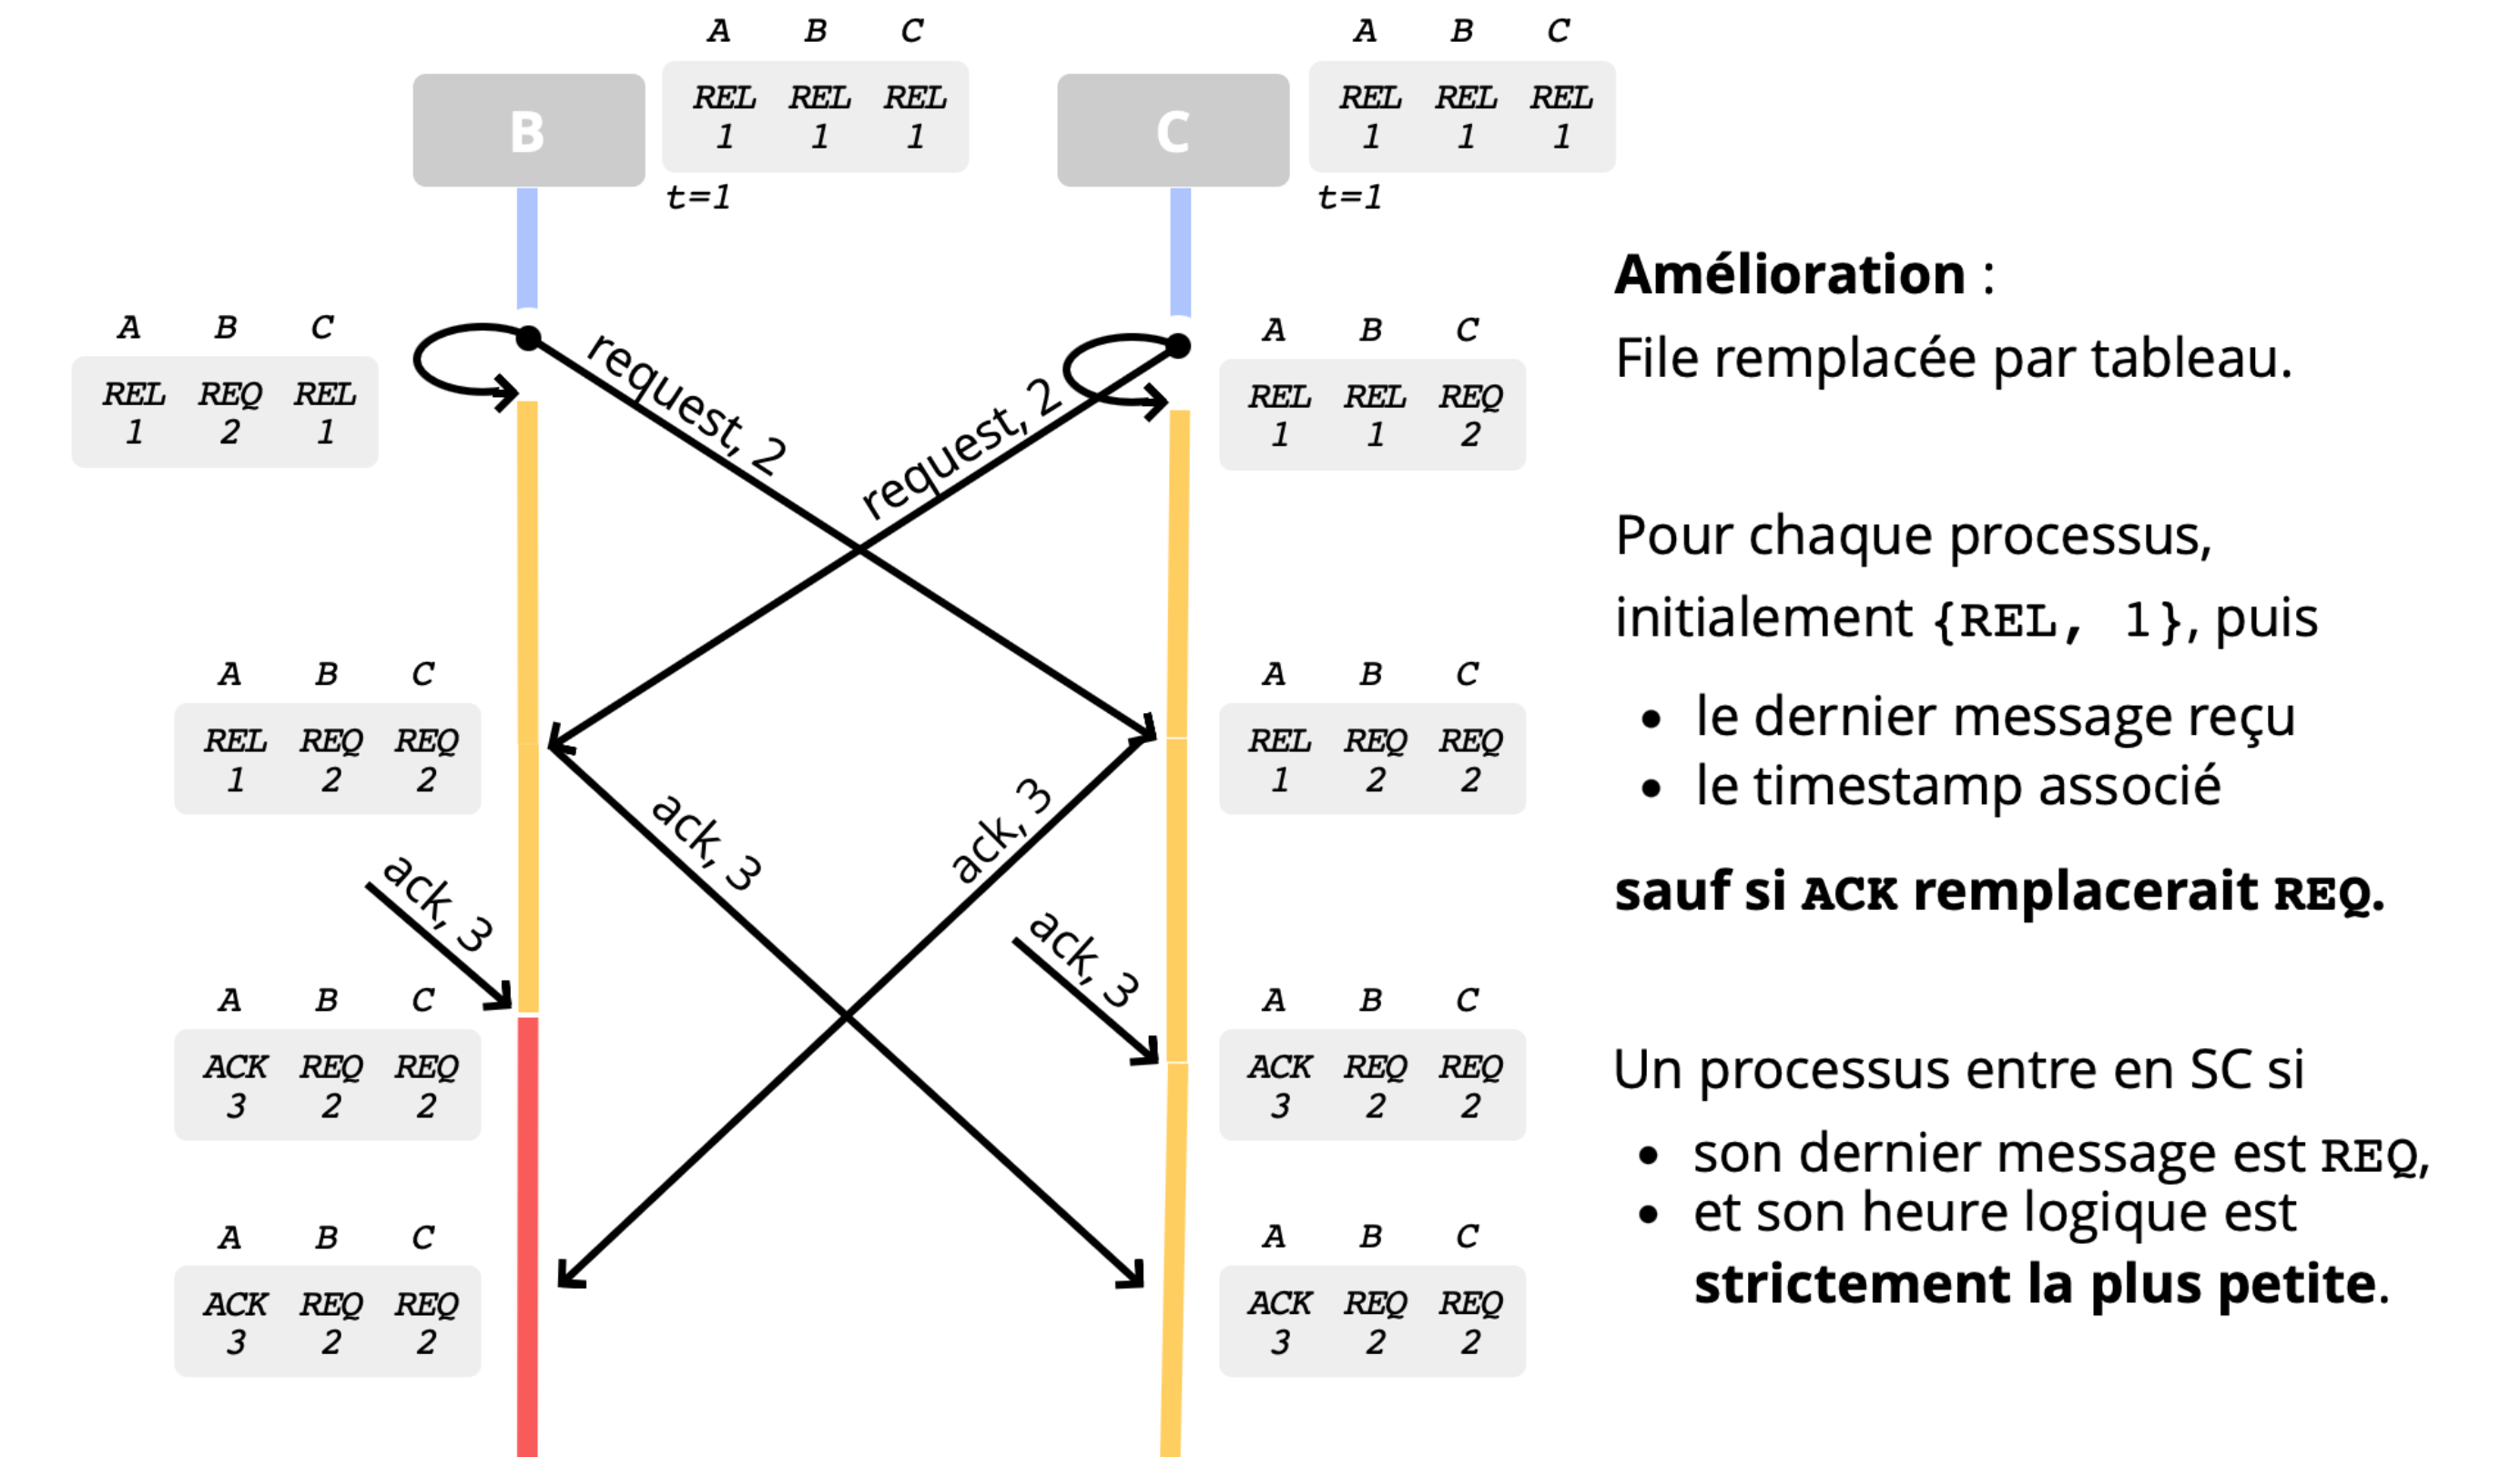 A B C
REL REL REL
1 1 1
B
t=1
A B C
REL REL REL
1 1 1
C
t=1
A B C
REL REQ REL
1 2 1
request, 2
request, 2
A B C
REL REL REQ
1 1 2
A B C
REL REQ REQ
1 2 2
A B C
REL REQ REQ
1 2 2
ack, 3
ack, 3
ack, 3
ack, 3
A B C
ACK REQ REQ
3 2 2
A B C
ACK REQ REQ
3 2 2
A B C
ACK REQ REQ
3 2 2
A B C
ACK REQ REQ
3 2 2
Amélioration :
File remplacée par tableau.
Pour chaque processus,
initialement {REL, 1}, puis
• le dernier message reçu
• le timestamp associé
sauf si ACK remplacerait REQ.
Un processus entre en SC si
• son dernier message est REQ,
• et son heure logique est
strictement la plus petite.